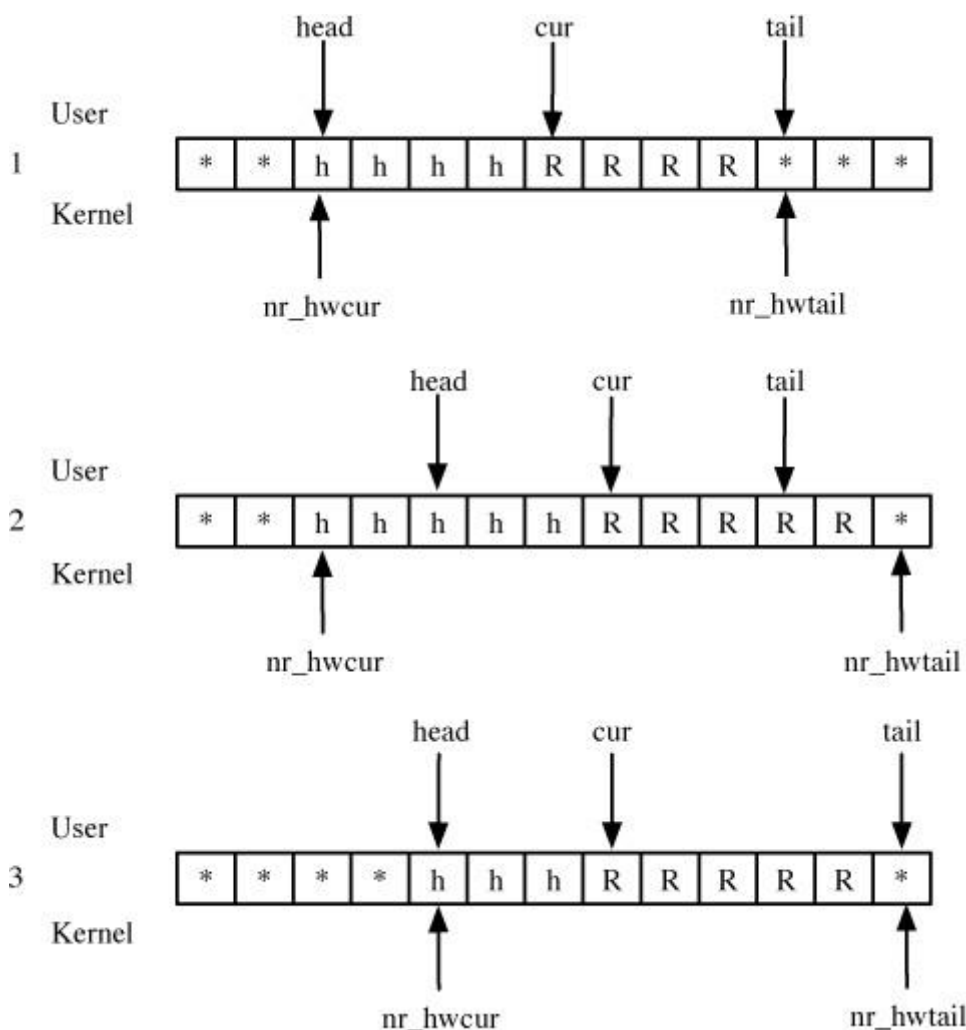 head cur tail
User
1 * * h h h h R R R R * * *
Kernel
nr_hwcur nr_hwtail
head cur tail
User
2 * * h h h h h R R R R R *
Kernel
nr_hwcur nr_hwtail
head cur tail
User
3 * * * * h h h R R R R R *
Kernel
nr_hwcur nr_hwtail